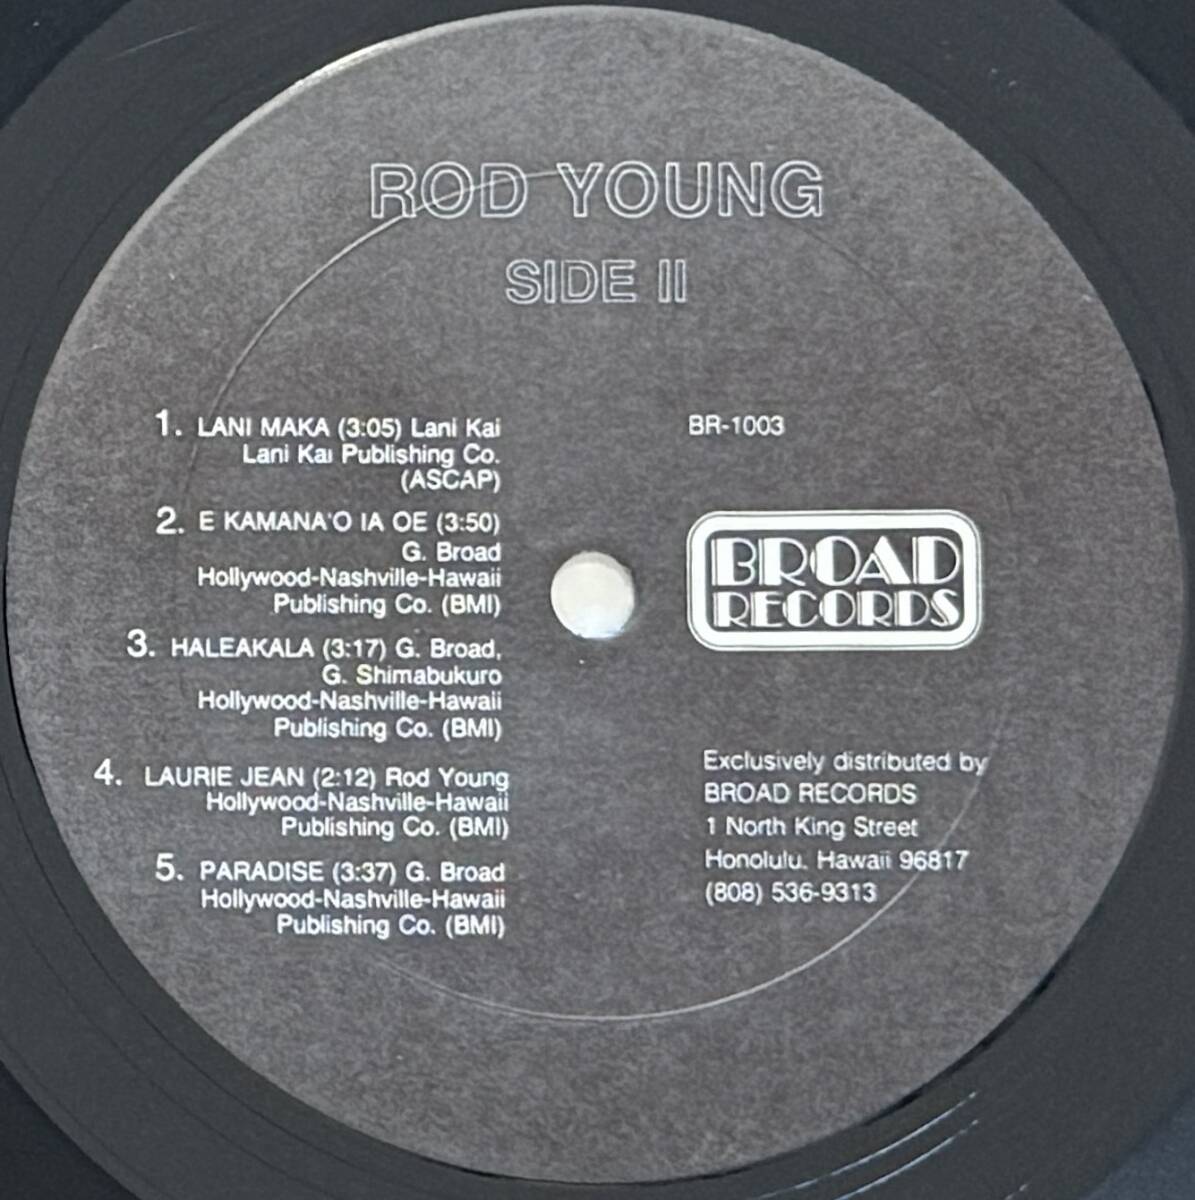 ROD YOUNG
SIDE II
1. LANI MAKA (3:05) Lani Kai
Lani Kai Publishing Co.
(ASCAP)
2. E KAMANA'O IA OE (3:50)
G. Broad
Hollywood-Nashville-Hawaii
Publishing Co. (BMI)
3. HALEAKALA (3:17) G. Broad,
G. Shimabukuro
Hollywood-Nashville-Hawaii
Publishing Co. (BMI)
4. LAURIE JEAN (2:12) Rod Young
Hollywood-Nashville-Hawaii
Publishing Co. (BMI)
5. PARADISE (3:37) G. Broad
Hollywood-Nashville-Hawaii
Publishing Co. (BMI)
BR-1003
BROAD
RECORDS
Exclusively distributed by
BROAD RECORDS
1 North King Street
Honolulu, Hawaii 96817
(808) 536-9313